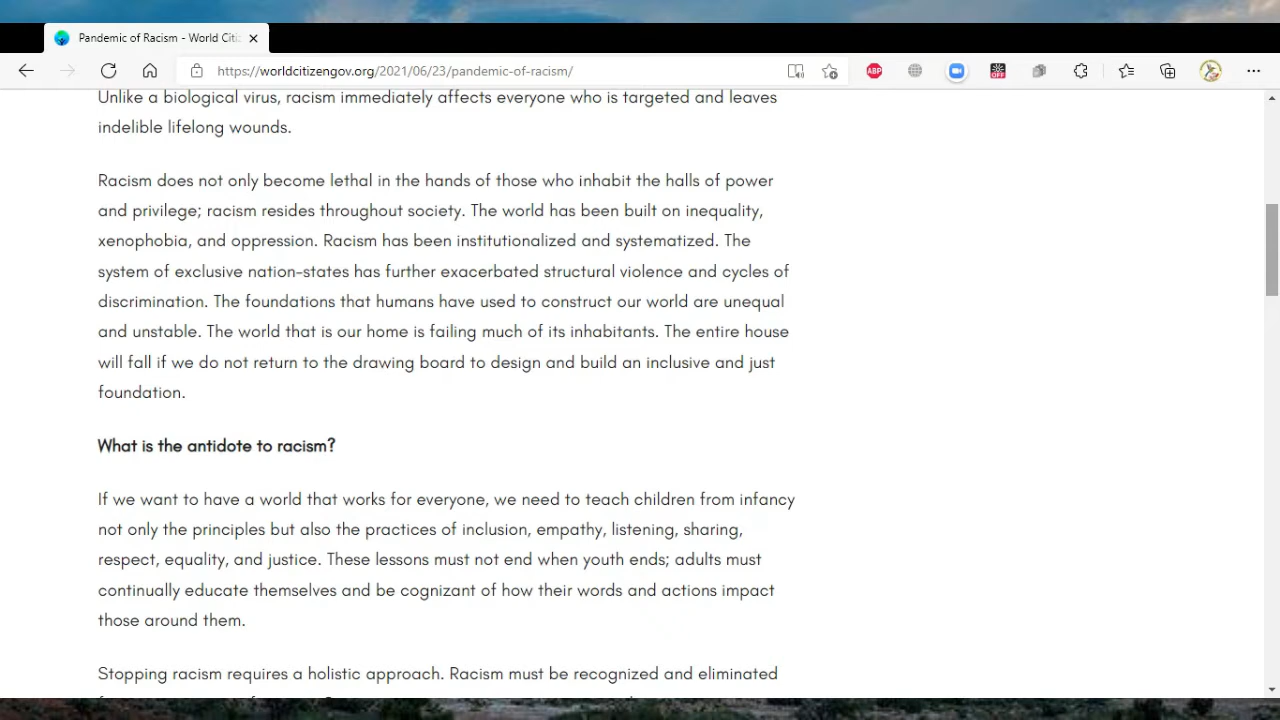 Pandemic of Racism - World Citi
https://worldcitizengov.org/2021/06/23/pandemic-of-racism/
ABP
OFF
Unlike a biological virus, racism immediately affects everyone who is targeted and leaves
indelible lifelong wounds.
Racism does not only become lethal in the hands of those who inhabit the halls of power
and privilege; racism resides throughout society. The world has been built on inequality,
xenophobia, and oppression. Racism has been institutionalized and systematized. The
system of exclusive nation-states has further exacerbated structural violence and cycles of
discrimination. The foundations that humans have used to construct our world are unequal
and unstable. The world that is our home is failing much of its inhabitants. The entire house
will fall if we do not return to the drawing board to design and build an inclusive and just
foundation.
What is the antidote to racism?
If we want to have a world that works for everyone, we need to teach children from infancy
not only the principles but also the practices of inclusion, empathy, listening, sharing,
respect, equality, and justice. These lessons must not end when youth ends; adults must
continually educate themselves and be cognizant of how their words and actions impact
those around them.
Stopping racism requires a holistic approach. Racism must be recognized and eliminated